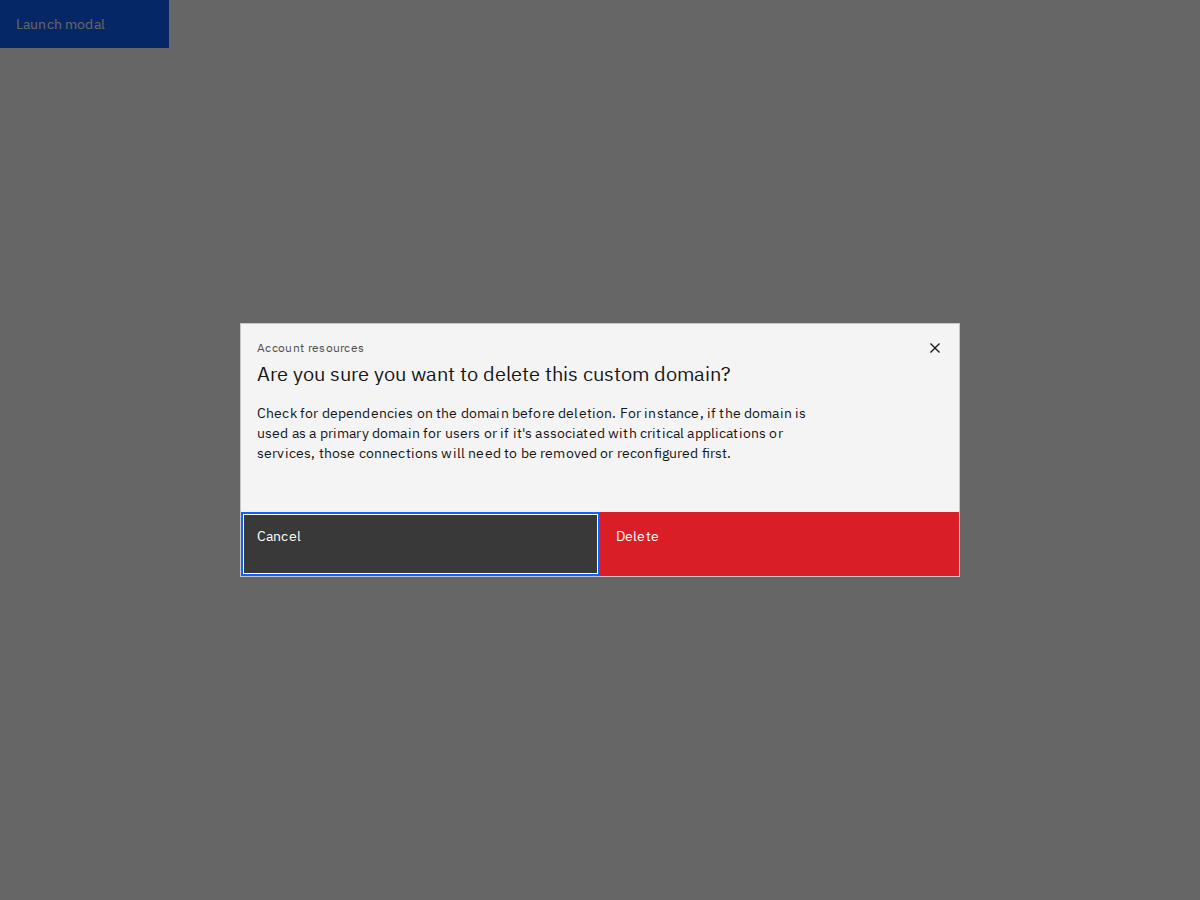 Launch modal
Account resources
Are you sure you want to delete this custom domain?
Check for dependencies on the domain before deletion. For instance, if the domain is
used as a primary domain for users or if it's associated with critical applications or
services, those connections will need to be removed or reconfigured first.
Cancel
Delete